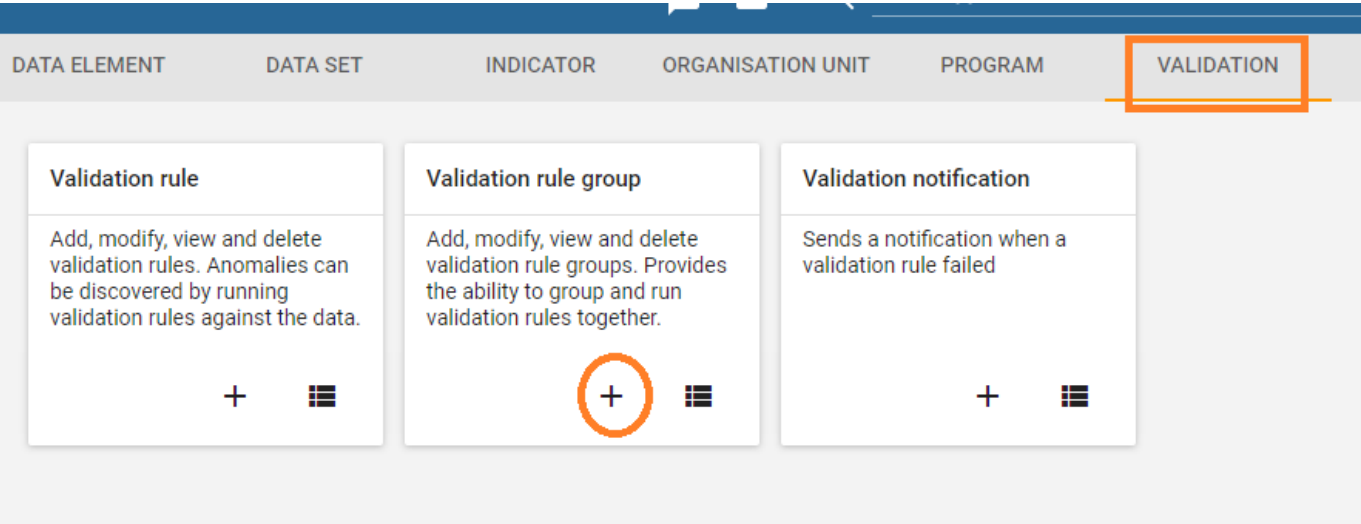 DATA ELEMENT DATA SET INDICATOR ORGANISATION UNIT PROGRAM VALIDATION
Validation rule
Add, modify, view and delete
validation rules. Anomalies can
be discovered by running
validation rules against the data.
Validation rule group
Add, modify, view and delete
validation rule groups. Provides
the ability to group and run
validation rules together.
Validation notification
Sends a notification when a
validation rule failed